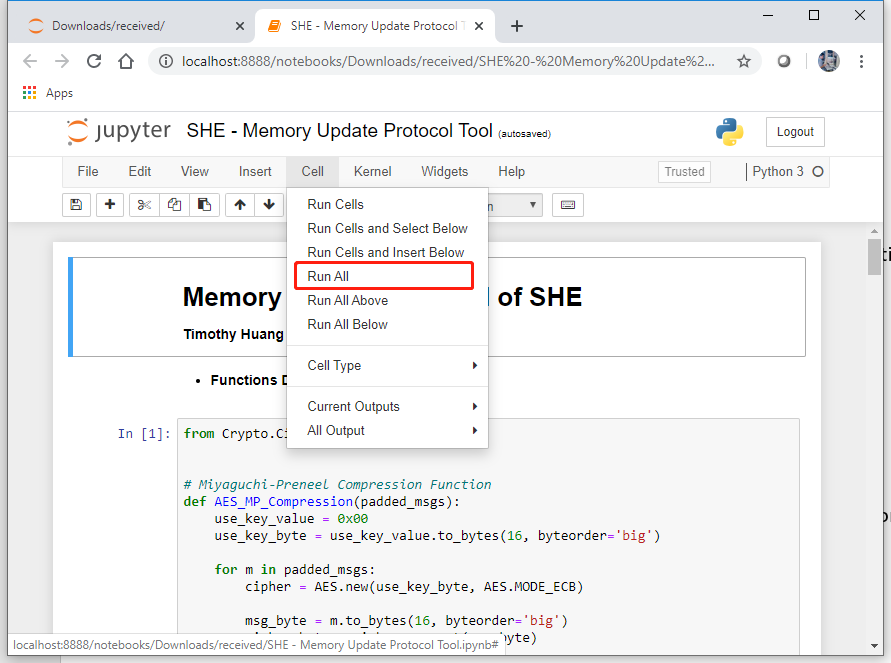 Downloads/received/
SHE - Memory Update Protocol T
localhost:8888/notebooks/Downloads/received/SHE%20-%20Memory%20Update%2...
Apps
jupyter SHE - Memory Update Protocol Tool (autosaved)
Logout
File Edit View Insert Cell Kernel Widgets Help
Trusted
Python 3
Run Cells
Run Cells and Select Below
Run Cells and Insert Below
Run All
Run All Above
Run All Below
Cell Type
Current Outputs
All Output
Memory of SHE
Timothy Huang
Functions
In [1]: from Crypto.Ci
# Miyaguchi-Preneel Compression Function
def AES_MP_Compression(padded_msgs):
use_key_value = 0x00
use_key_byte = use_key_value.to_bytes(16, byteorder='big')
for m in padded_msgs:
cipher = AES.new(use_key_byte, AES.MODE_ECB)
msg_byte = m.to_bytes(16, byteorder='big')
localhost:8888/notebooks/Downloads/received/SHE - Memory Update Protocol Tool.ipynb#